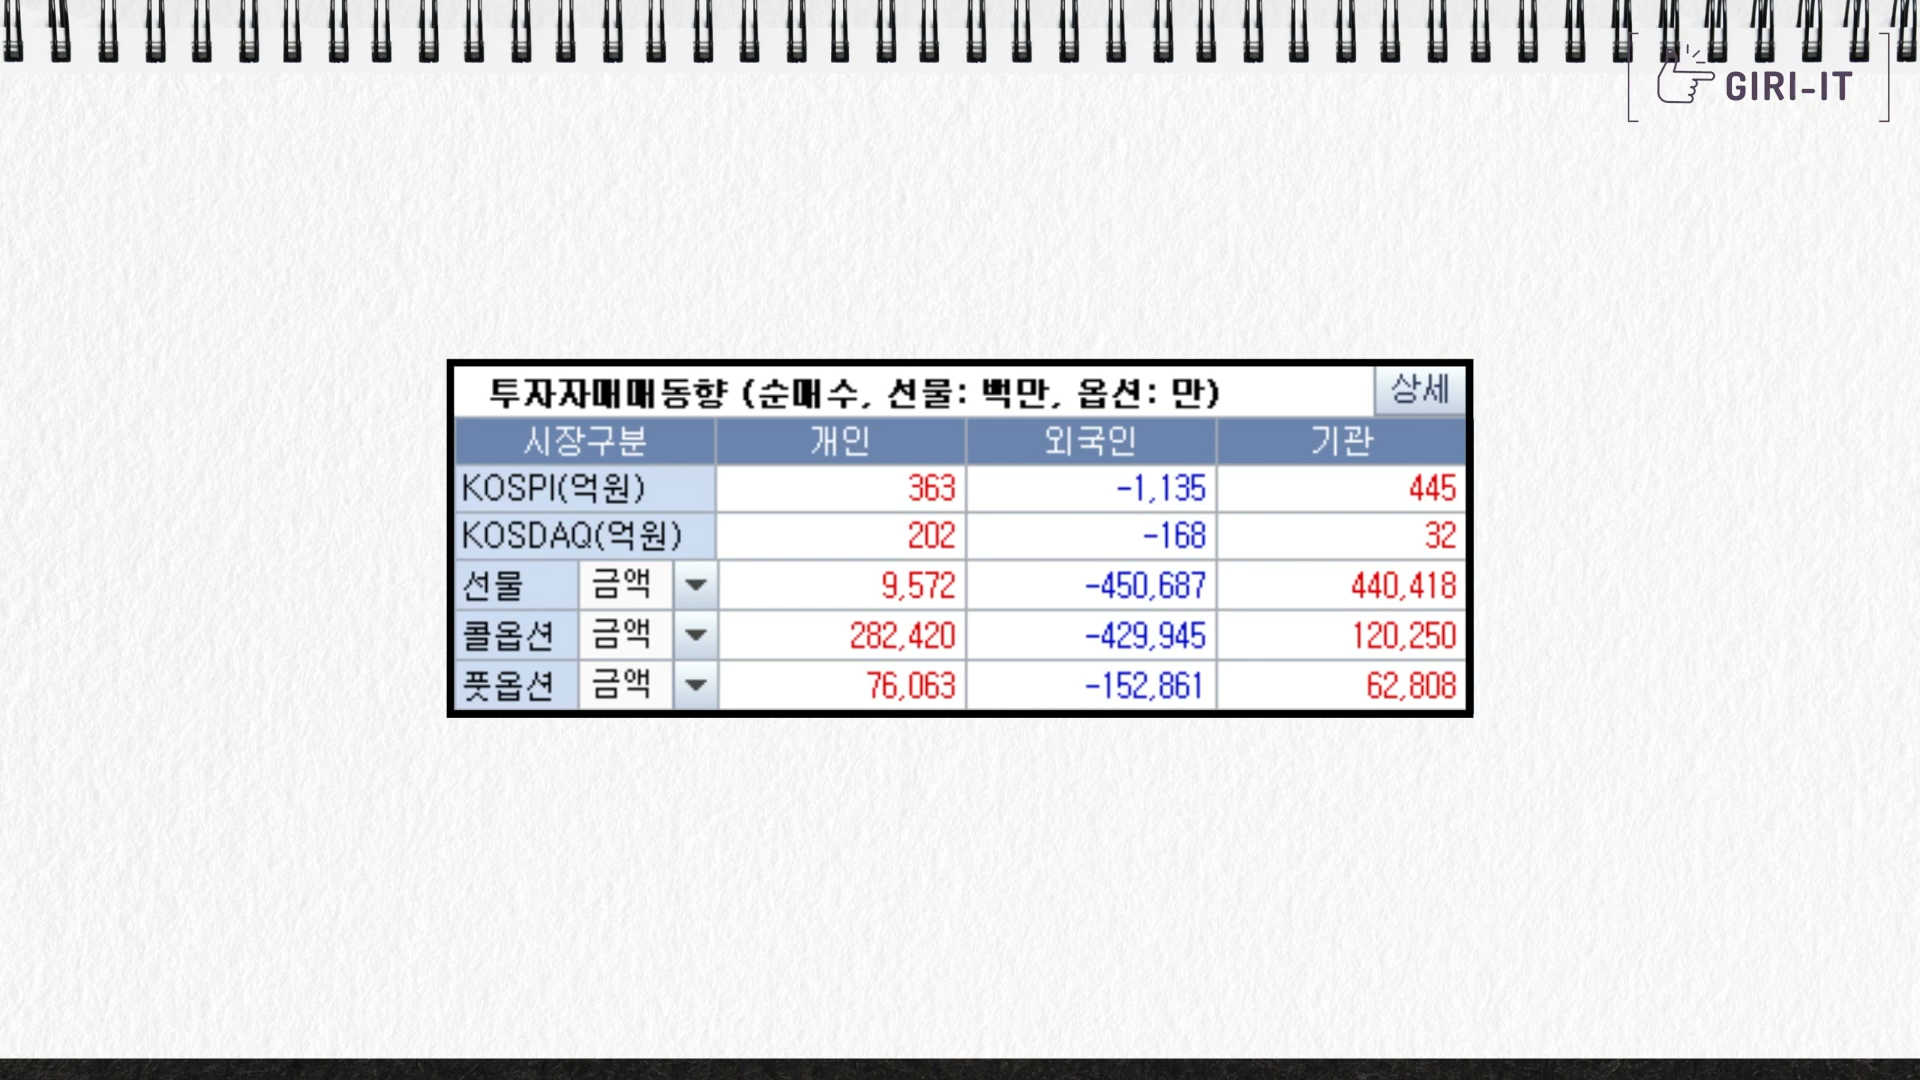 GIRI-IT
투자자매매동향 (순매수, 선물: 백만, 옵션: 만) 상세
시장구분 개인 외국인 기관
KOSPI(억원) 363 -1,135 445
KOSDAQ(억원) 202 -168 32
선물 금액 9,572 -450,687 440,418
콜옵션 금액 282,420 -429,945 120,250
풋옵션 금액 76,063 -152,861 62,808